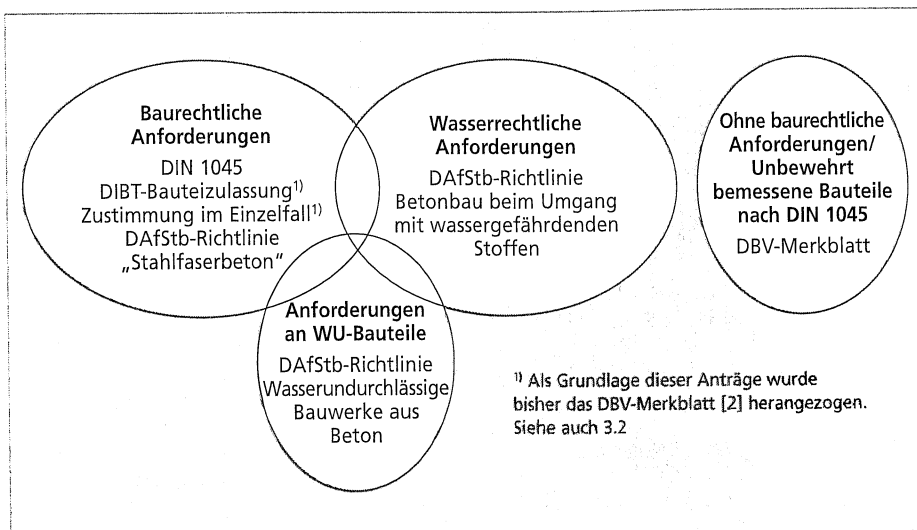 Baurechtliche
Anforderungen
DIN 1045
DIBT-Bauteizulassung¹⁾
Zustimmung im Einzelfall¹⁾
DAfStb-Richtlinie
„Stahlfaserbeton“
Wasserrechtliche
Anforderungen
DAfStb-Richtlinie
Betonbau beim Umgang
mit wassergefährdenden
Stoffen
Ohne baurechtliche
Anforderungen/
Unbewehrt
bemessene Bauteile
nach DIN 1045
DBV-Merkblatt
Anforderungen
an WU-Bauteile
DAfStb-Richtlinie
Wasserundurchlässige
Bauwerke aus
Beton
¹⁾ Als Grundlage dieser Anträge wurde
bisher das DBV-Merkblatt [2] herangezogen.
Siehe auch 3.2